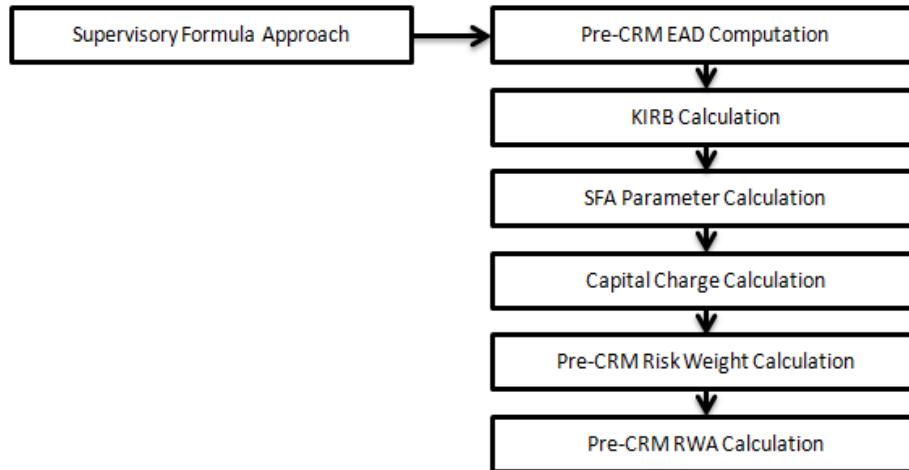 Supervisory Formula Approach
Pre-CRM EAD Computation
KIRB Calculation
SFA Parameter Calculation
Capital Charge Calculation
Pre-CRM Risk Weight Calculation
Pre-CRM RWA Calculation